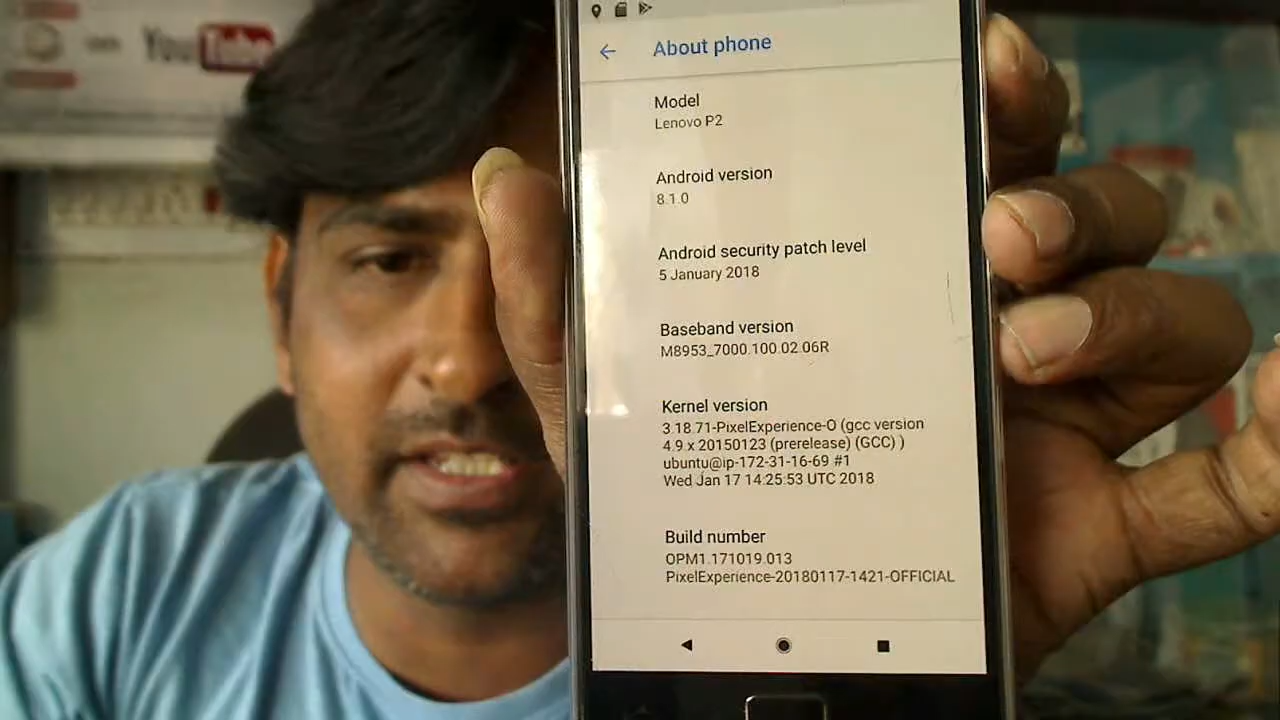 YouTube
About phone
Model
Lenovo P2
Android version
8.1.0
Android security patch level
5 January 2018
Baseband version
M8953_7000.100.02.06R
Kernel version
3.18.71-PixelExperience-O (gcc version
4.9 x 20150123 (prerelease) (GCC) )
ubuntu@ip-172-31-16-69 #1
Wed Jan 17 14:25:53 UTC 2018
Build number
OPM1.171019.013
PixelExperience-20180117-1421-OFFICIAL